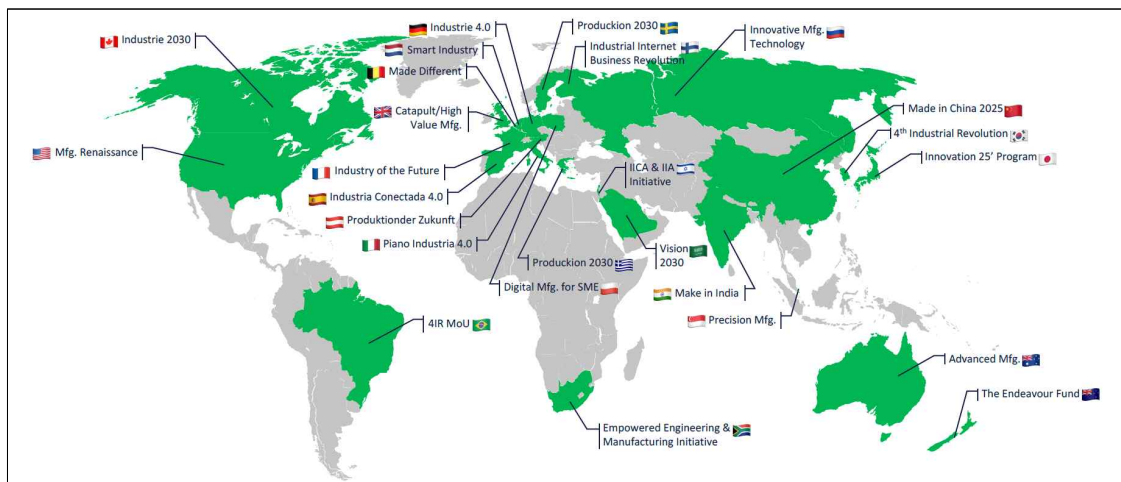 Industrie 4.0
Produckion 2030
Industrie 2030
Smart Industry
Industrial Internet
Business Revolution
Innovative Mfg.
Technology
Made Different
Catapult/High
Value Mfg.
Made in China 2025
4th Industrial Revolution
Mfg. Renaissance
Industry of the Future
IICA & IIA
Initiative
Innovation 25' Program
Industria Conectada 4.0
Produktionder Zukunft
Piano Industria 4.0
Vision
2030
Produckion 2030
Digital Mfg. for SME
Make in India
Precision Mfg.
4IR MoU
Advanced Mfg.
The Endeavour Fund
Empowered Engineering &
Manufacturing Initiative